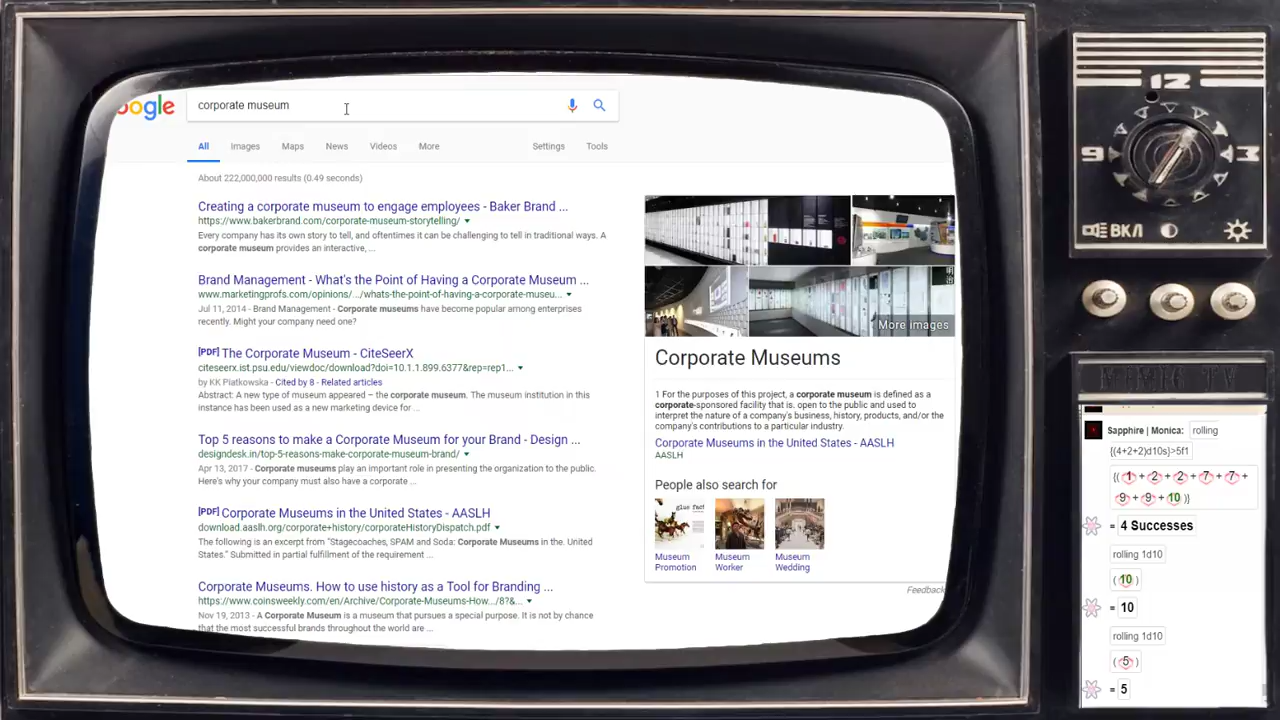 oogle
corporate museum
All Images Maps News Videos More Settings Tools
About 222,000,000 results (0.49 seconds)
Creating a corporate museum to engage employees - Baker Brand ...
https://www.bakerbrand.com/corporate-museum-storytelling/
Every company has its own story to tell, and oftentimes it can be challenging to tell in traditional ways. A
corporate museum provides an interactive, ...
Brand Management - What's the Point of Having a Corporate Museum ...
www.marketingprofs.com/opinions/.../whats-the-point-of-having-a-corporate-museu...
Jul 11, 2014 - Brand Management - Corporate museums have become popular among enterprises
recently. Might your company need one?
[PDF] The Corporate Museum - CiteSeerX
citeseerx.ist.psu.edu/viewdoc/download?doi=10.1.1.899.6377&rep=rep1...
by KK Piatkowska - Cited by 8 - Related articles
Abstract: A new type of museum appeared – the corporate museum. The museum institution in this
instance has been used as a new marketing device for ...
Top 5 reasons to make a Corporate Museum for your Brand - Design ...
designdesk.in/top-5-reasons-make-corporate-museum-brand/
Apr 13, 2017 - Corporate museums play an important role in presenting the organization to the public.
Here's why your company must also have a corporate ...
[PDF] Corporate Museums in the United States - AASLH
download.aaslh.org/corporate+history/corporateHistoryDispatch.pdf
The following is an excerpt from "Stagecoaches, SPAM and Soda: Corporate Museums in the. United
States." Submitted in partial fulfillment of the requirement ...
Corporate Museums. How to use history as a Tool for Branding ...
https://www.coinsweekly.com/en/Archive/Corporate-Museums-How.../8?&...
Nov 19, 2013 - A Corporate Museum is a museum that pursues a special purpose. It is not by chance
that the most successful brands throughout the world are ...
More images
Corporate Museums
1 For the purposes of this project, a corporate museum is defined as a
corporate-sponsored facility that is. open to the public and used to
interpret the nature of a company's business, history, products, and/or the
company's contributions to a particular industry.
Corporate Museums in the United States - AASLH
AASLH
People also search for
glue fact
Museum Promotion
Museum Worker
Museum Wedding
Feedback
12
9
3
ВКЛ
Sapphire | Monica: rolling
{(4+2+2)d10s}>5f1
{( 1 + 2 + 2 + 7 + 7 +
9 + 9 + 10 )}
= 4 Successes
rolling 1d10
( 10 )
= 10
rolling 1d10
( 5 )
= 5